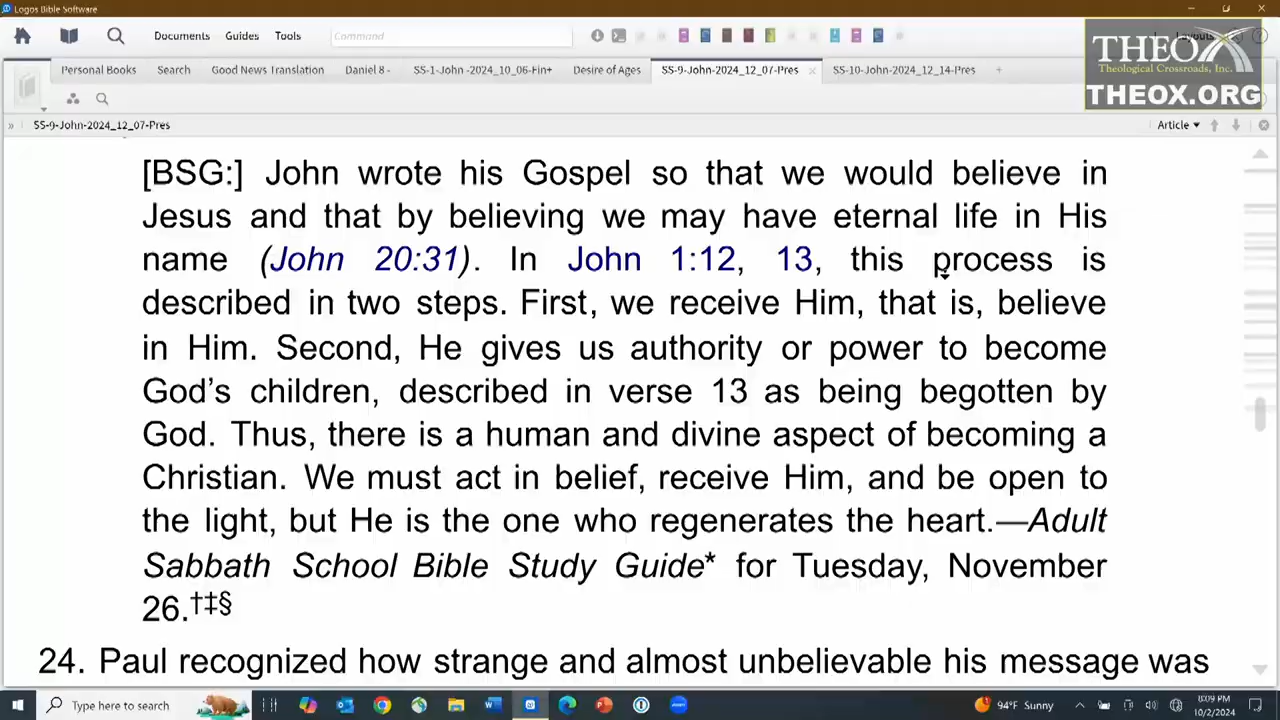 Logos Bible Software
Documents Guides Tools Command Layouts
THEOX
Theological Crossroads, Inc.
THEOX.ORG
Personal Books Search Good News Translation Daniel 8- Desire of Ages SS-9-John-2024_12_07-Pres SS-10-John-2024_12_14-Pres +
» SS-9-John-2024_12_07-Pres Article
[BSG:] John wrote his Gospel so that we would believe in
Jesus and that by believing we may have eternal life in His
name (John 20:31). In John 1:12, 13, this process is
described in two steps. First, we receive Him, that is, believe
in Him. Second, He gives us authority or power to become
God’s children, described in verse 13 as being begotten by
God. Thus, there is a human and divine aspect of becoming a
Christian. We must act in belief, receive Him, and be open to
the light, but He is the one who regenerates the heart.—Adult
Sabbath School Bible Study Guide* for Tuesday, November
26.†‡§
24. Paul recognized how strange and almost unbelievable his message was
Type here to search
94°F Sunny
8:09 PM
10/2/2024